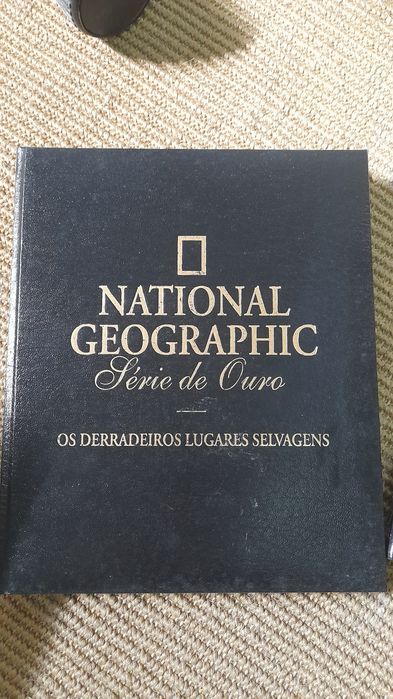 NATIONAL
GEOGRAPHIC
Série de Ouro
OS DERRADEIROS LUGARES SELVAGENS